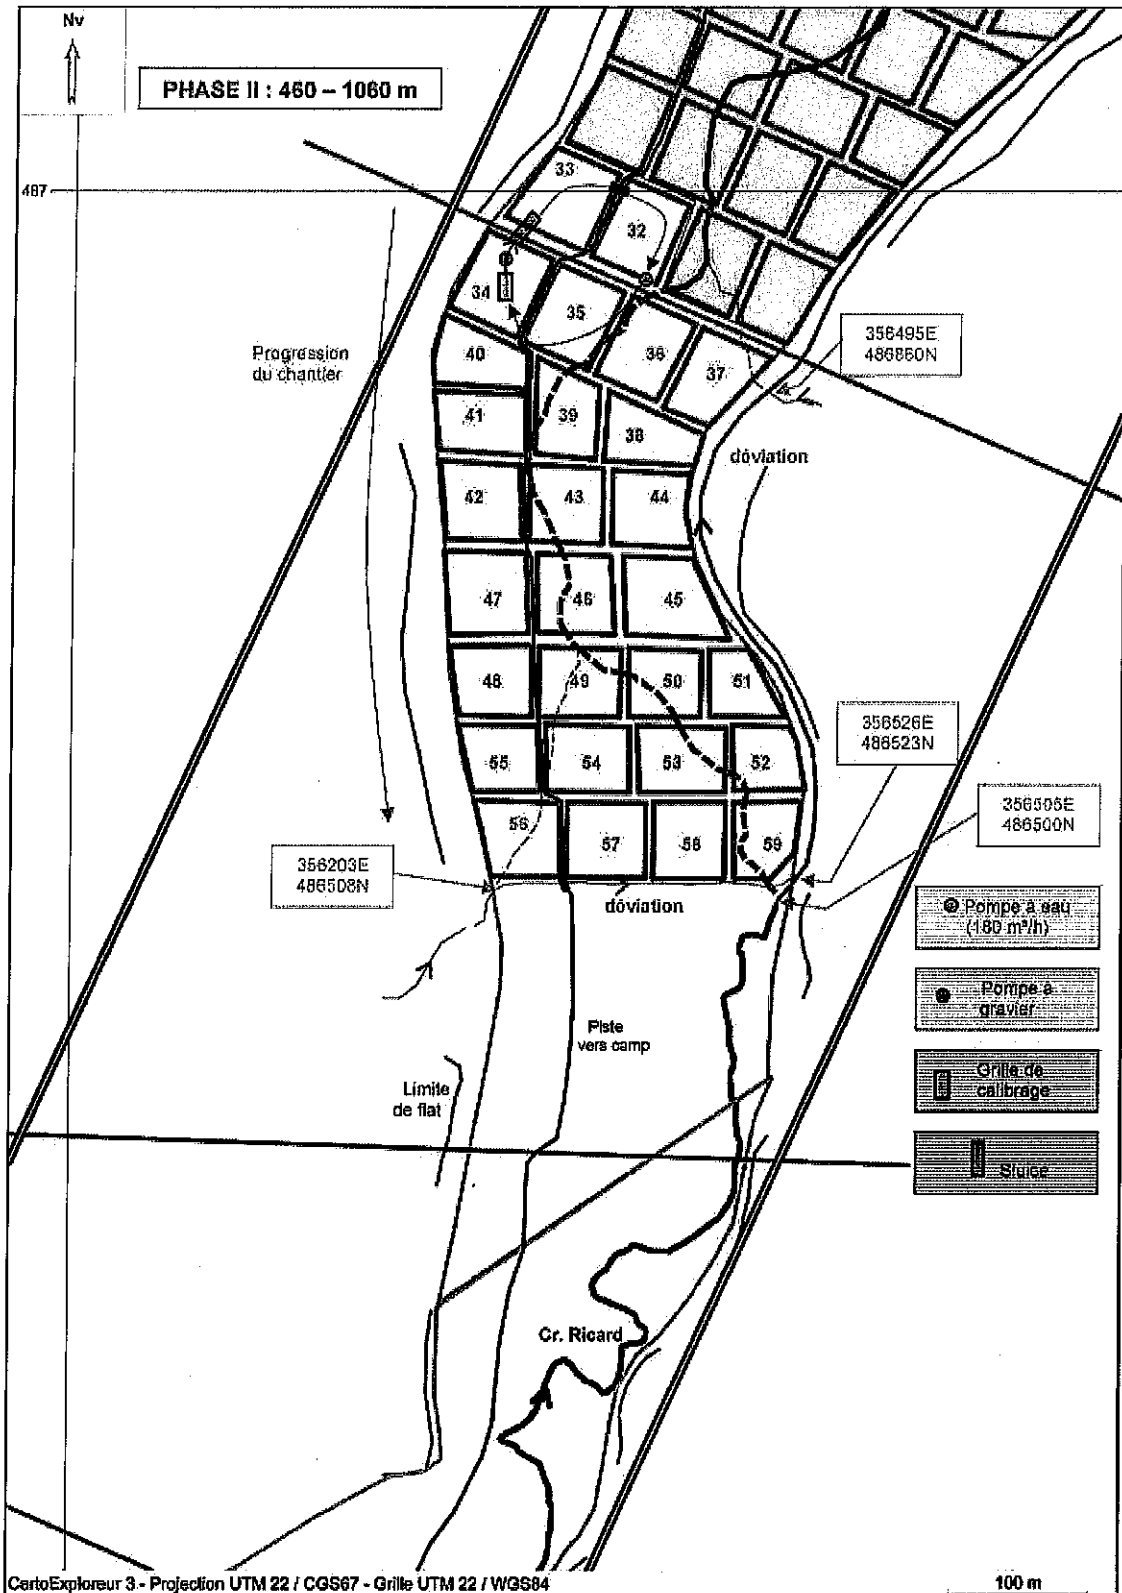 Nv
PHASE II : 460 – 1060 m
487
33
32
34
35
40
36
37
356495E
486860N
Progression
du chantier
41
39
38
déviation
42
43
44
47
46
45
48
49
50
51
356526E
486523N
55
54
53
52
356505E
486500N
56
57
58
59
356203E
486508N
déviation
Pompe à eau
(180 m³/h)
Pompe à
gravier
Piste
vers camp
Grille de
calibrage
Limite
de flat
Sluice
Cr. Ricard
CartoExploreur 3 - Projection UTM 22 / CGS67 - Grille UTM 22 / WGS84
100 m